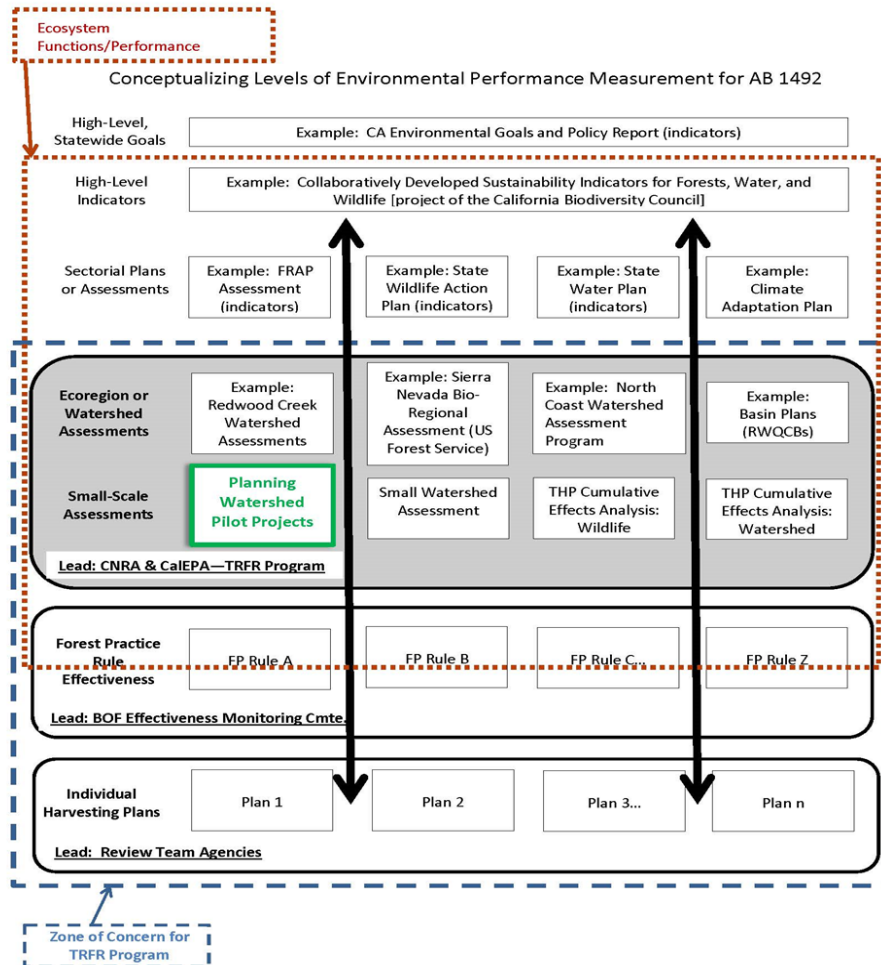 Ecosystem
Functions/Performance
Conceptualizing Levels of Environmental Performance Measurement for AB 1492
High-Level,
Statewide Goals
Example: CA Environmental Goals and Policy Report (indicators)
High-Level
Indicators
Example: Collaboratively Developed Sustainability Indicators for Forests, Water, and
Wildlife [project of the California Biodiversity Council]
Sectorial Plans
or Assessments
Example: FRAP
Assessment
(indicators)
Example: State
Wildlife Action
Plan (indicators)
Example: State
Water Plan
(indicators)
Example:
Climate
Adaptation Plan
Ecoregion or
Watershed
Assessments
Example:
Redwood Creek
Watershed
Assessments
Example: Sierra
Nevada Bio-
Regional
Assessment (US
Forest Service)
Example: North
Coast Watershed
Assessment
Program
Example:
Basin Plans
(RWQCBs)
Small-Scale
Assessments
Planning
Watershed
Pilot Projects
Small Watershed
Assessment
THP Cumulative
Effects Analysis:
Wildlife
THP Cumulative
Effects Analysis:
Watershed
Lead: CNRA & CalEPA—TRFR Program
Forest Practice
Rule
Effectiveness
FP Rule A
FP Rule B
FP Rule C...
FP Rule Z
Lead: BOF Effectiveness Monitoring Cmte.
Individual
Harvesting Plans
Plan 1
Plan 2
Plan 3...
Plan n
Lead: Review Team Agencies
Zone of Concern for
TRFR Program